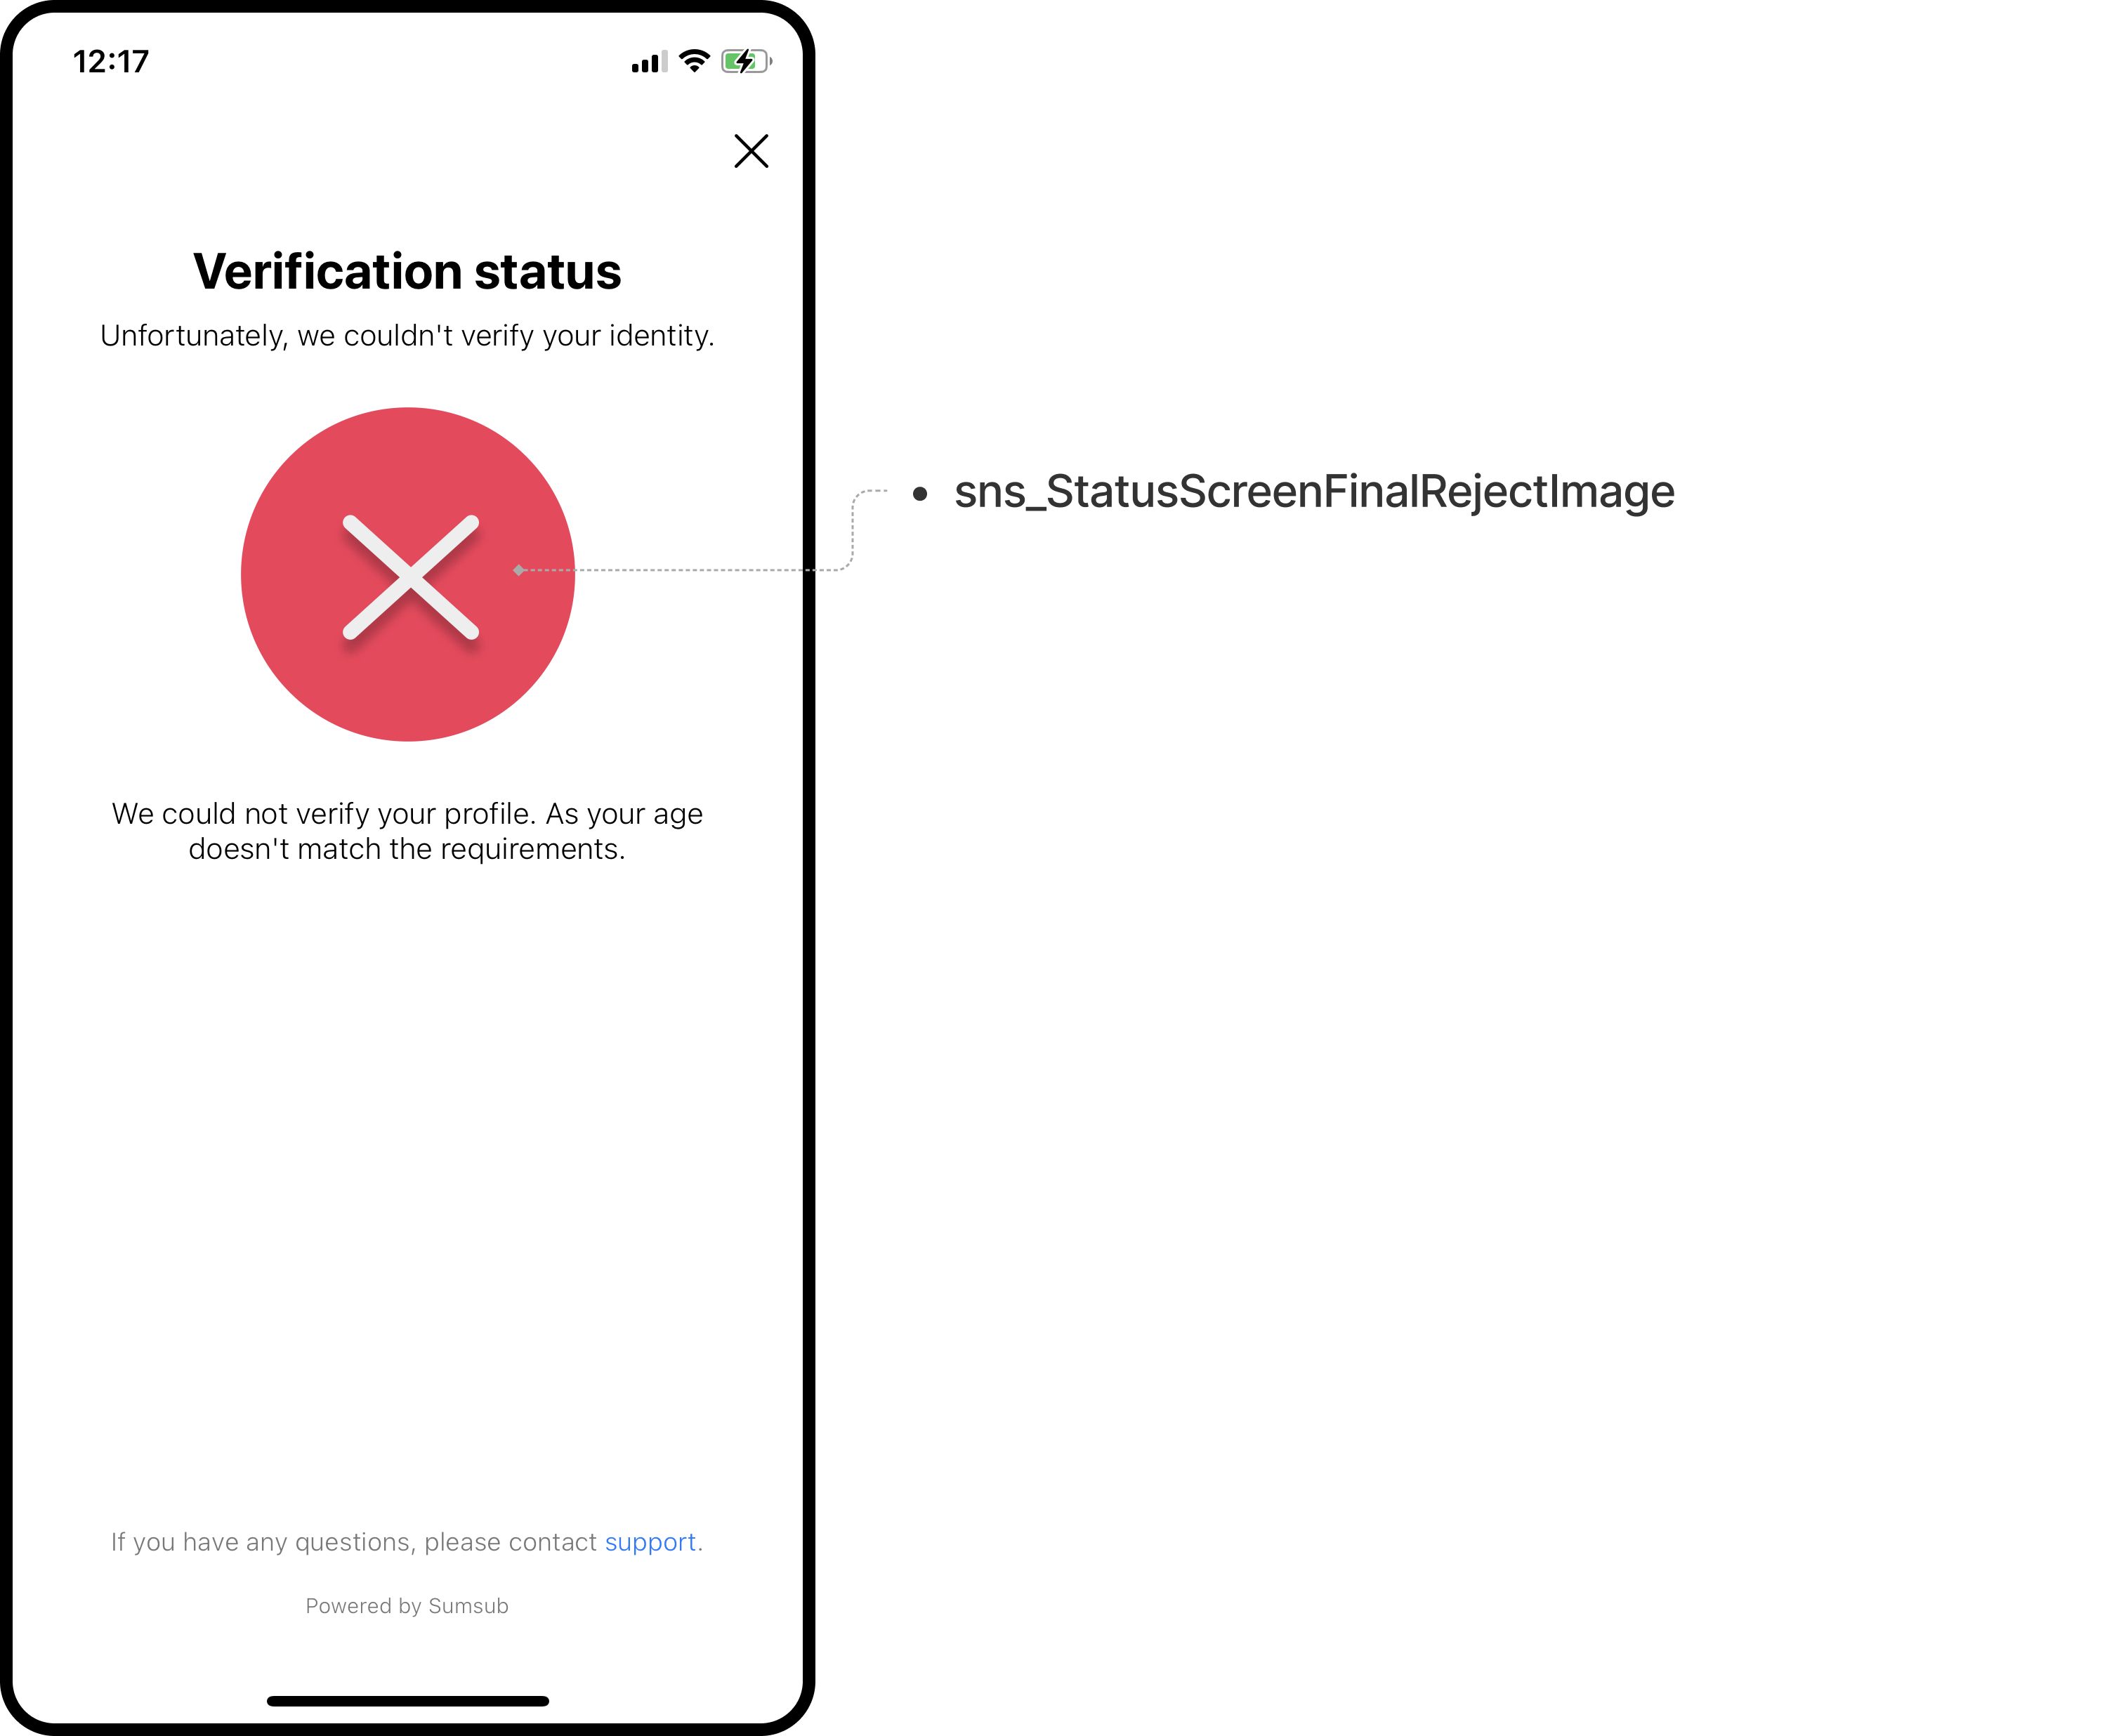 12:17
Verification status
Unfortunately, we couldn't verify your identity.
sns_StatusScreenFinalRejectImage
We could not verify your profile. As your age
doesn't match the requirements.
If you have any questions, please contact support.
Powered by Sumsub